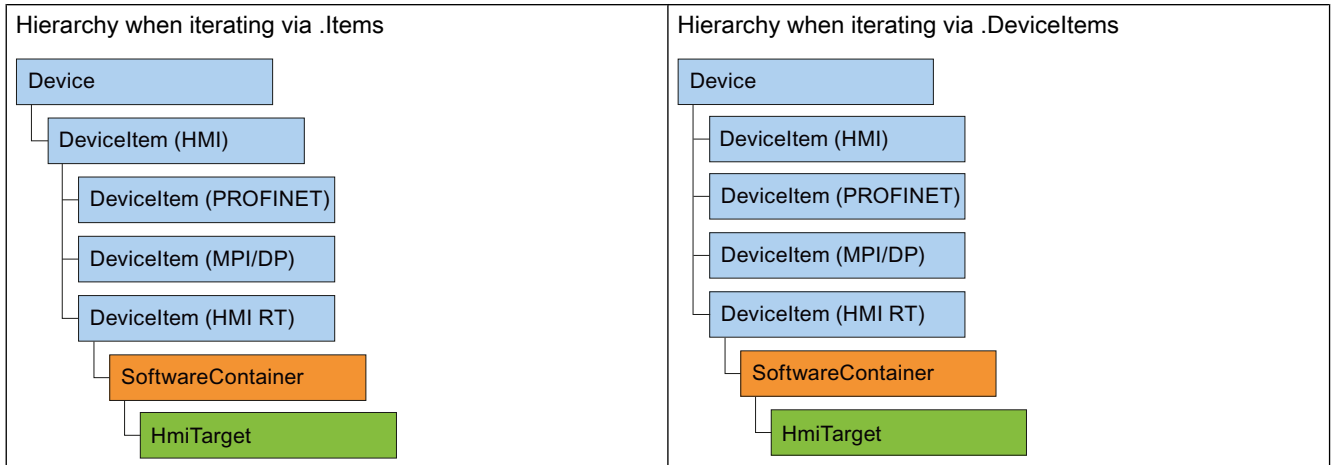 Hierarchy when iterating via .Items
Device
DeviceItem (HMI)
DeviceItem (PROFINET)
DeviceItem (MPI/DP)
DeviceItem (HMI RT)
SoftwareContainer
HmiTarget
Hierarchy when iterating via .DeviceItems
Device
DeviceItem (HMI)
DeviceItem (PROFINET)
DeviceItem (MPI/DP)
DeviceItem (HMI RT)
SoftwareContainer
HmiTarget